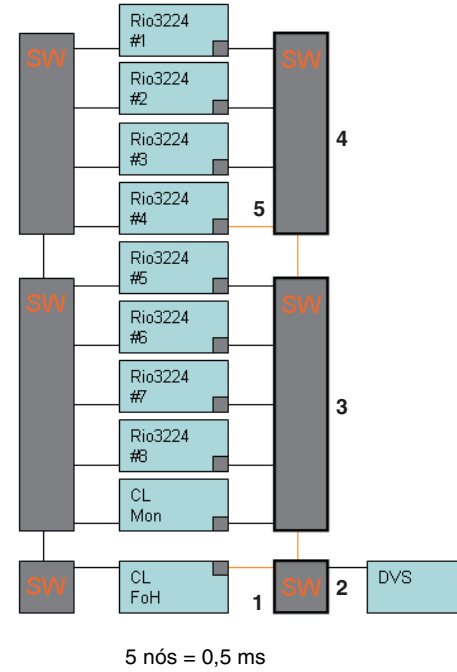 Rio3224
#1
SW
SW
Rio3224
#2
Rio3224
#3
4
Rio3224
#4
5
Rio3224
#5
SW
SW
Rio3224
#6
Rio3224
#7
3
Rio3224
#8
CL
Mon
SW
CL
FoH
1
SW
2
DVS
5 nós = 0,5 ms